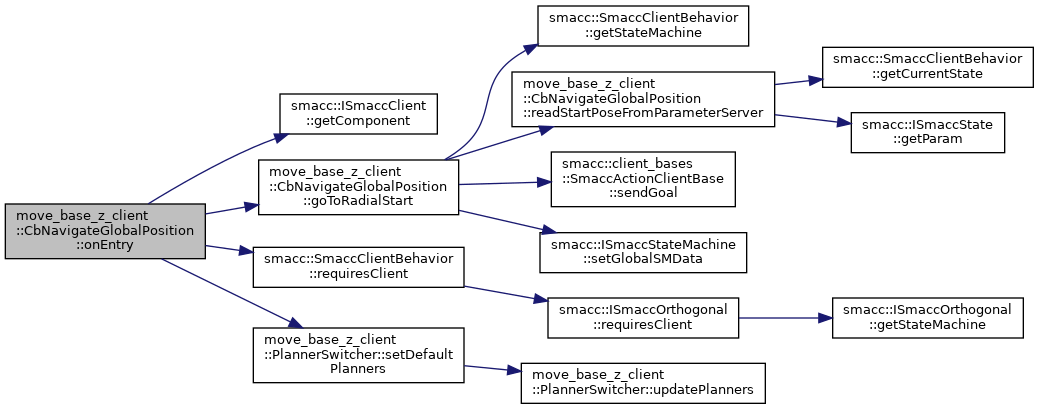 smacc::SmaccClientBehavior
::getStateMachine
move_base_z_client
::CbNavigateGlobalPosition
::readStartPoseFromParameterServer
smacc::SmaccClientBehavior
::getCurrentState
smacc::ISmaccState
::getParam
smacc::ISmaccClient
::getComponent
move_base_z_client
::CbNavigateGlobalPosition
::goToRadialStart
smacc::client_bases
::SmaccActionClientBase
::sendGoal
move_base_z_client
::CbNavigateGlobalPosition
::onEntry
smacc::ISmaccStateMachine
::setGlobalSMData
smacc::SmaccClientBehavior
::requiresClient
smacc::ISmaccOrthogonal
::requiresClient
smacc::ISmaccOrthogonal
::getStateMachine
move_base_z_client
::PlannerSwitcher::setDefault
Planners
move_base_z_client
::PlannerSwitcher::updatePlanners